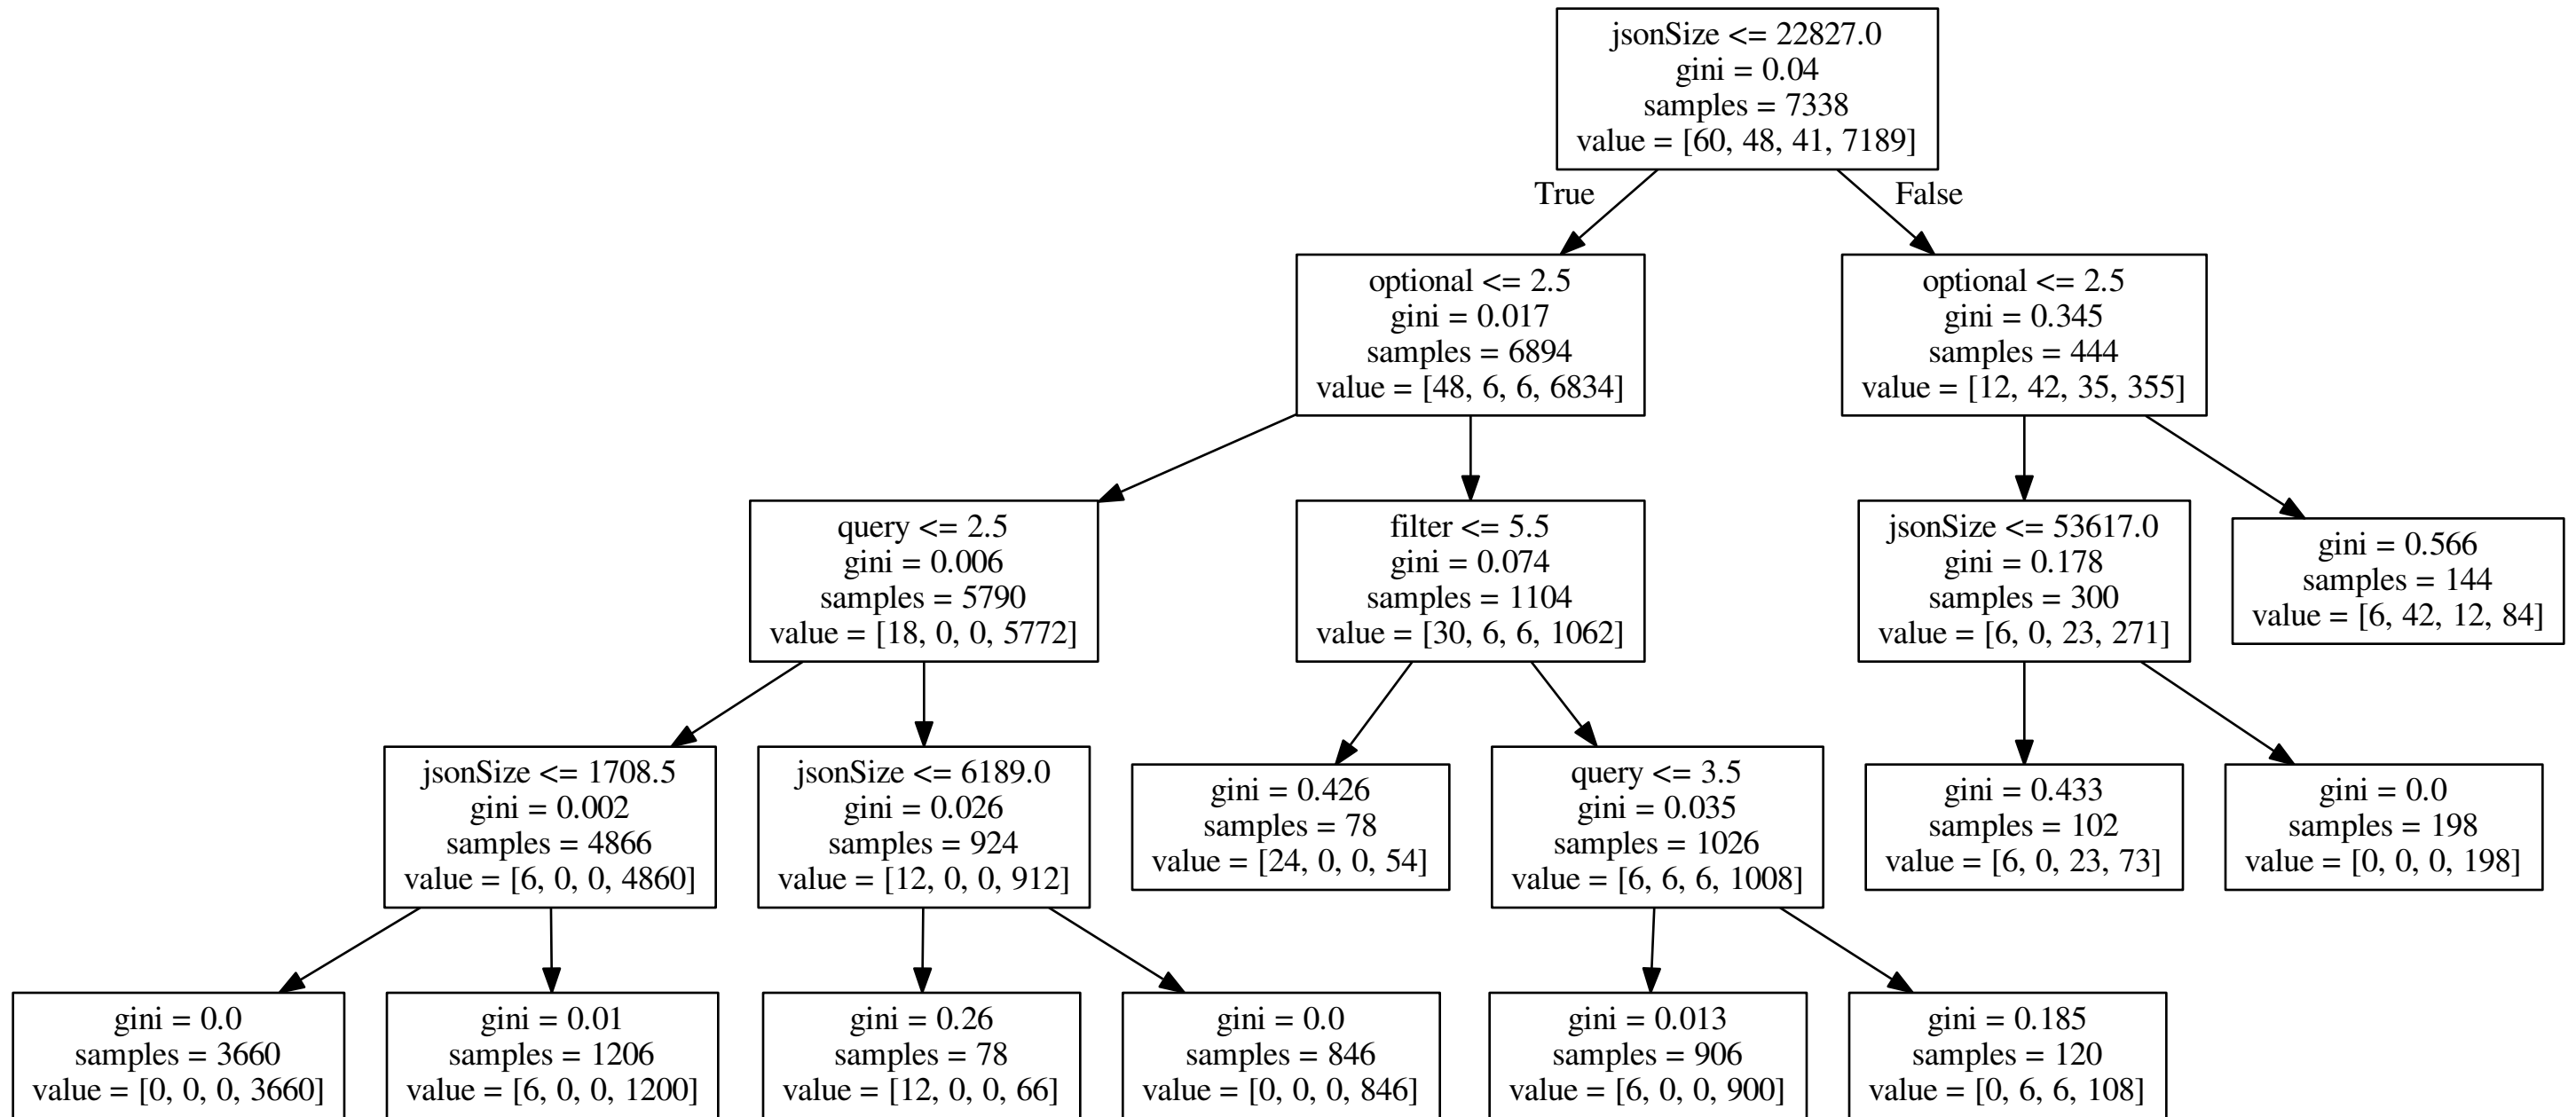 jsonSize <= 22827.0
gini = 0.04
samples = 7338
value = [60, 48, 41, 7189]
True
False
optional <= 2.5
gini = 0.017
samples = 6894
value = [48, 6, 6, 6834]
optional <= 2.5
gini = 0.345
samples = 444
value = [12, 42, 35, 355]
query <= 2.5
gini = 0.006
samples = 5790
value = [18, 0, 0, 5772]
filter <= 5.5
gini = 0.074
samples = 1104
value = [30, 6, 6, 1062]
jsonSize <= 53617.0
gini = 0.178
samples = 300
value = [6, 0, 23, 271]
gini = 0.566
samples = 144
value = [6, 42, 12, 84]
jsonSize <= 1708.5
gini = 0.002
samples = 4866
value = [6, 0, 0, 4860]
jsonSize <= 6189.0
gini = 0.026
samples = 924
value = [12, 0, 0, 912]
gini = 0.426
samples = 78
value = [24, 0, 0, 54]
query <= 3.5
gini = 0.035
samples = 1026
value = [6, 6, 6, 1008]
gini = 0.433
samples = 102
value = [6, 0, 23, 73]
gini = 0.0
samples = 198
value = [0, 0, 0, 198]
gini = 0.0
samples = 3660
value = [0, 0, 0, 3660]
gini = 0.01
samples = 1206
value = [6, 0, 0, 1200]
gini = 0.26
samples = 78
value = [12, 0, 0, 66]
gini = 0.0
samples = 846
value = [0, 0, 0, 846]
gini = 0.013
samples = 906
value = [6, 0, 0, 900]
gini = 0.185
samples = 120
value = [0, 6, 6, 108]